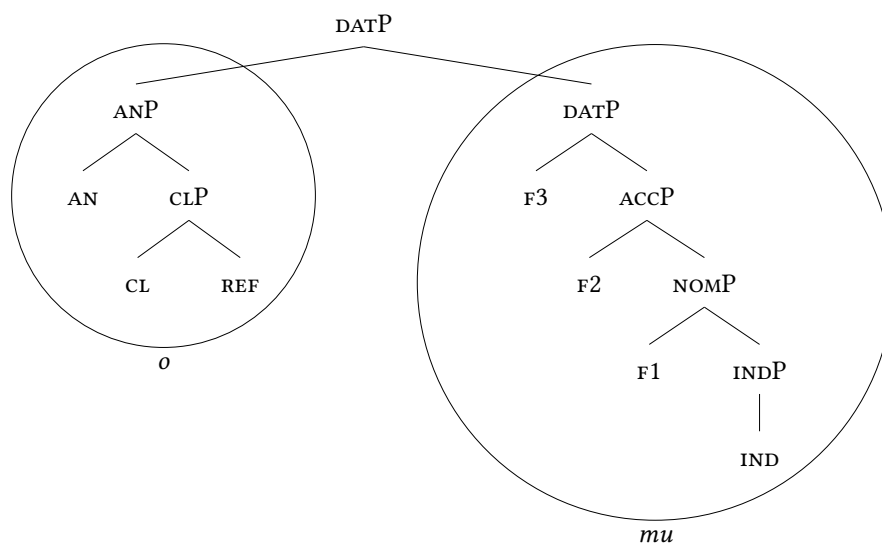 DATP
ANP DATP
AN CLP F3 ACCP
CL REF F2 NOMP
o F1 INDP
IND
mu